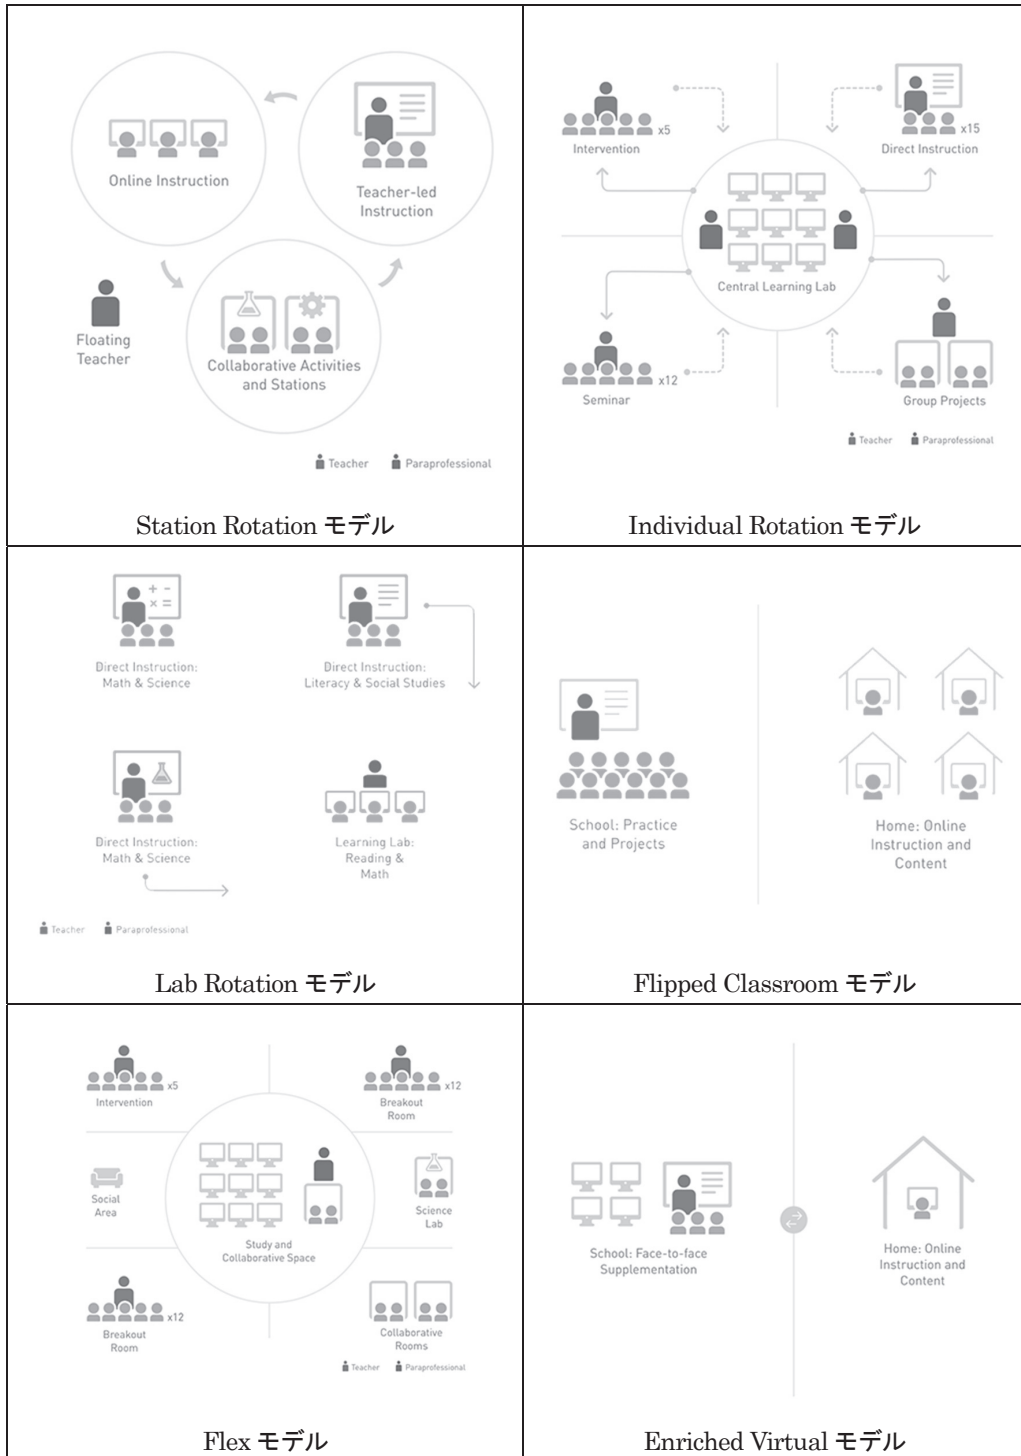 Online Instruction
Teacher-led
Instruction
Floating
Teacher
Collaborative Activities
and Stations
Teacher
Paraprofessional
Station Rotation モデル
x5
Intervention
x15
Direct Instruction
Central Learning Lab
x12
Seminar
Group Projects
Teacher
Paraprofessional
Individual Rotation モデル
Direct Instruction:
Math & Science
Direct Instruction:
Literacy & Social Studies
Direct Instruction:
Math & Science
Learning Lab:
Reading &
Math
Teacher
Paraprofessional
Lab Rotation モデル
School: Practice
and Projects
Home: Online
Instruction and
Content
Flipped Classroom モデル
x5
Intervention
x12
Breakout
Room
Social
Area
Study and
Collaborative Space
Science
Lab
x12
Breakout
Room
Collaborative
Rooms
Teacher
Paraprofessional
Flex モデル
School: Face-to-face
Supplementation
Home: Online
Instruction and
Content
Enriched Virtual モデル